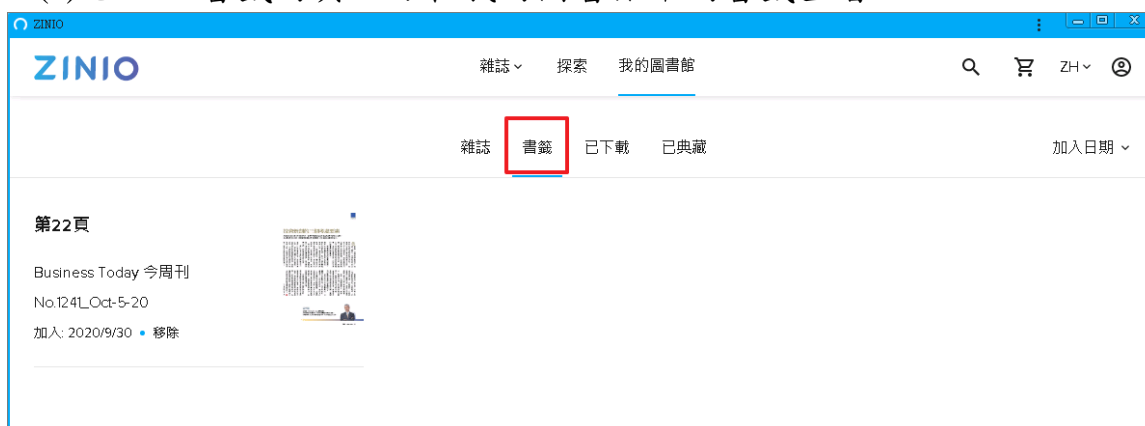 ZINIO
ZINIO 雜誌 探索 我的圖書館 ZH
雜誌 書籤 已下載 已典藏 加入日期
第22頁
Business Today 今周刊
No.1241_Oct-5-20
加入: 2020/9/30 • 移除